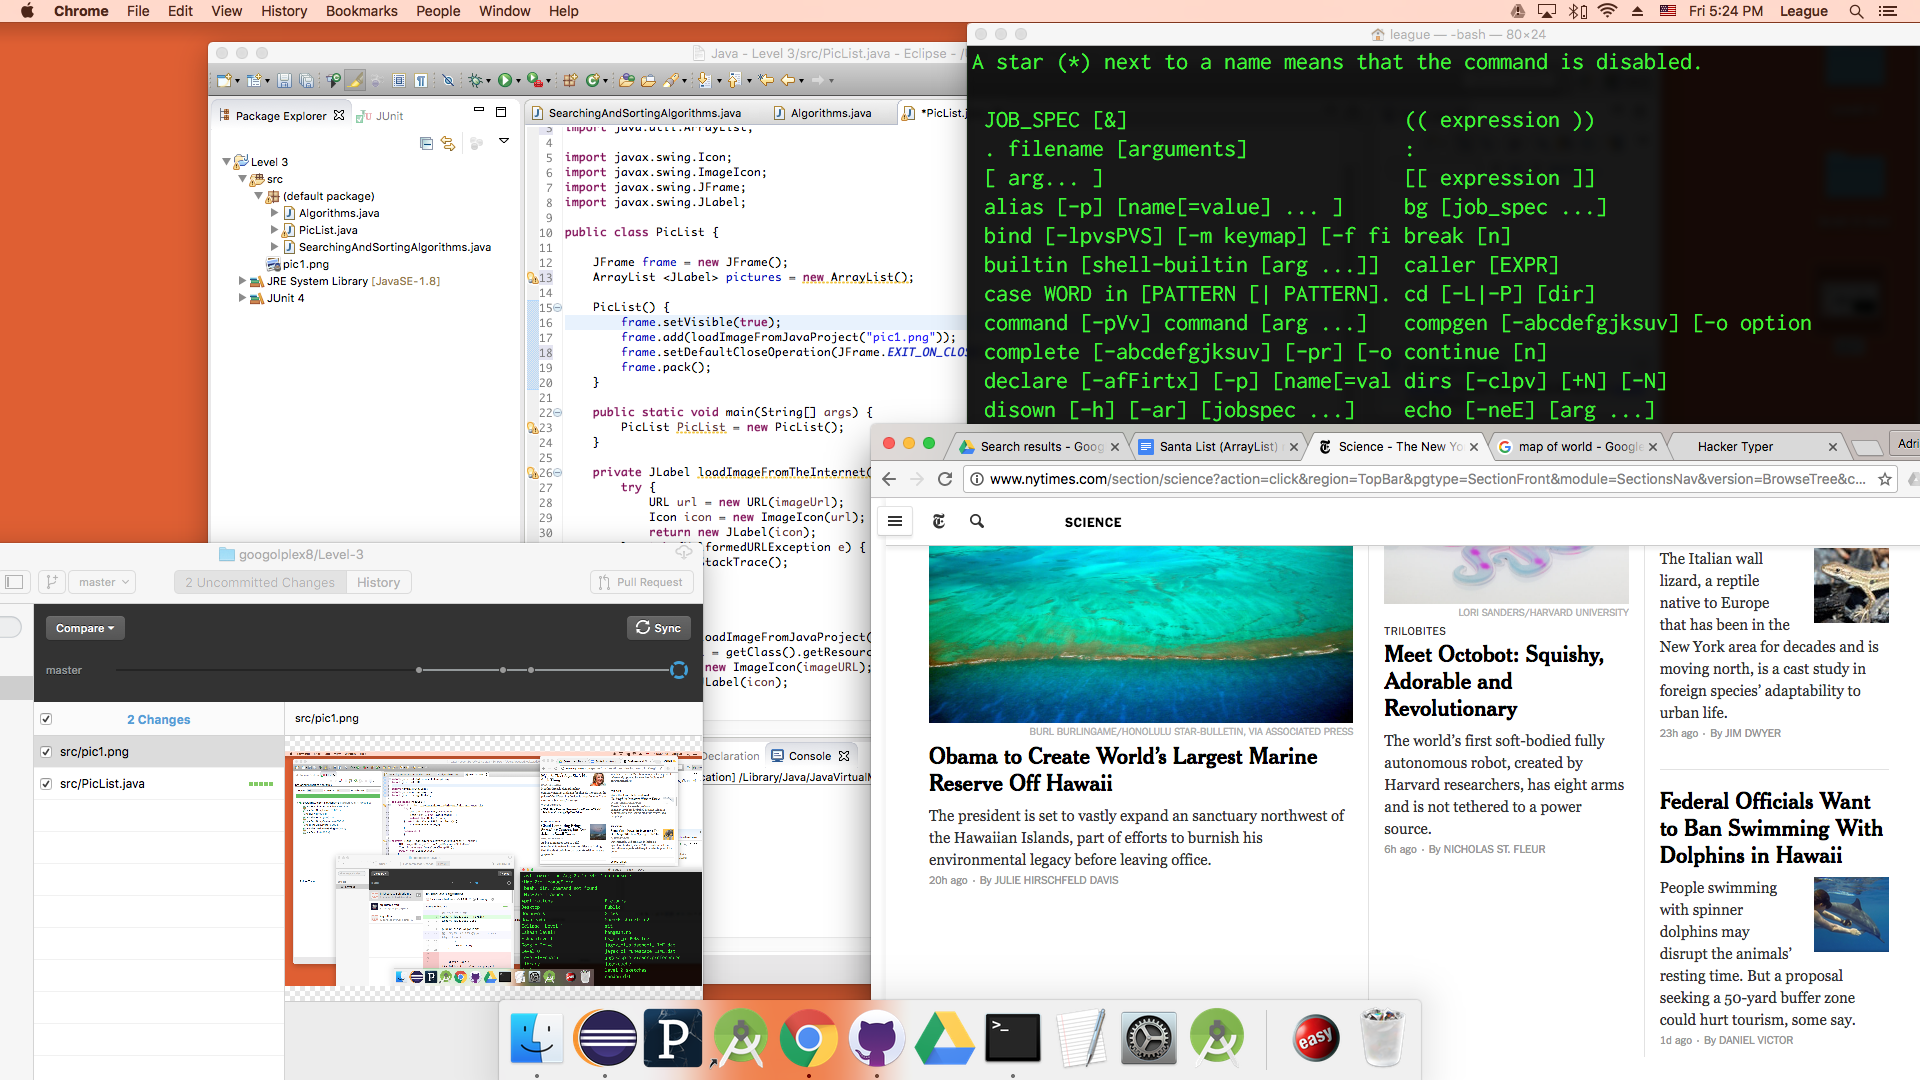 Chrome File Edit View History Bookmarks People Window Help
Fri 5:24 PM League
Java - Level 3/src/PicList.java - Eclipse - /
Package Explorer
JUnit
Level 3
src
(default package)
Algorithms.java
PicList.java
SearchingAndSortingAlgorithms.java
pic1.png
JRE System Library [JavaSE-1.8]
JUnit 4
SearchingAndSortingAlgorithms.java
Algorithms.java
*PicList.j
3 import java.util.ArrayList;
4
5 import javax.swing.Icon;
6 import javax.swing.ImageIcon;
7 import javax.swing.JFrame;
8 import javax.swing.JLabel;
9
10 public class PicList {
11
12 JFrame frame = new JFrame();
13 ArrayList <JLabel> pictures = new ArrayList();
14
15 PicList() {
16 frame.setVisible(true);
17 frame.add(loadImageFromJavaProject("pic1.png"));
18 frame.setDefaultCloseOperation(JFrame.EXIT_ON_CLOS
19 frame.pack();
20 }
21
22 public static void main(String[] args) {
23 PicList PicList = new PicList();
24 }
25
26 private JLabel loadImageFromTheInternet(
27 try {
28 URL url = new URL(imageUrl);
29 Icon icon = new ImageIcon(url);
30 return new JLabel(icon);
formedURLException e) {
StackTrace();
oadImageFromJavaProject(
= getClass().getResour
new ImageIcon(imageURL);
JLabel(icon);
Declaration
Console
cation] /Library/Java/JavaVirtualM
league — -bash — 80×24
A star (*) next to a name means that the command is disabled.
JOB_SPEC [&] (( expression ))
. filename [arguments] :
[ arg... ] [[ expression ]]
alias [-p] [name[=value] ... ] bg [job_spec ...]
bind [-lpvsPVS] [-m keymap] [-f fi break [n]
builtin [shell-builtin [arg ...]] caller [EXPR]
case WORD in [PATTERN [| PATTERN]. cd [-L|-P] [dir]
command [-pVv] command [arg ...] compgen [-abcdefgjksuv] [-o option
complete [-abcdefgjksuv] [-pr] [-o continue [n]
declare [-afFirtx] [-p] [name[=val dirs [-clpv] [+N] [-N]
disown [-h] [-ar] [jobspec ...] echo [-neE] [arg ...]
Search results - Goog
Santa List (ArrayList)
Science - The New Yo
map of world - Google
Hacker Typer
Adri
www.nytimes.com/section/science?action=click&region=TopBar&pgtype=SectionFront&module=SectionsNav&version=BrowseTree&c...
SCIENCE
BURL BURLINGAME/HONOLULU STAR-BULLETIN, VIA ASSOCIATED PRESS
Obama to Create World's Largest Marine
Reserve Off Hawaii
The president is set to vastly expand an sanctuary northwest of
the Hawaiian Islands, part of efforts to burnish his
environmental legacy before leaving office.
20h ago · By JULIE HIRSCHFELD DAVIS
LORI SANDERS/HARVARD UNIVERSITY
TRILOBITES
Meet Octobot: Squishy,
Adorable and
Revolutionary
The world's first soft-bodied fully
autonomous robot, created by
Harvard researchers, has eight arms
and is not tethered to a power
source.
6h ago · By NICHOLAS ST. FLEUR
The Italian wall
lizard, a reptile
native to Europe
that has been in the
New York area for decades and is
moving north, is a cast study in
foreign species' adaptability to
urban life.
23h ago · By JIM DWYER
Federal Officials Want
to Ban Swimming With
Dolphins in Hawaii
People swimming
with spinner
dolphins may
disrupt the animals'
resting time. But a proposal
seeking a 50-yard buffer zone
could hurt tourism, some say.
1d ago · By DANIEL VICTOR
googolplex8/Level-3
master
2 Uncommitted Changes
History
Pull Request
Compare
Sync
master
2 Changes
src/pic1.png
src/pic1.png
src/PicList.java
P
>_
easy